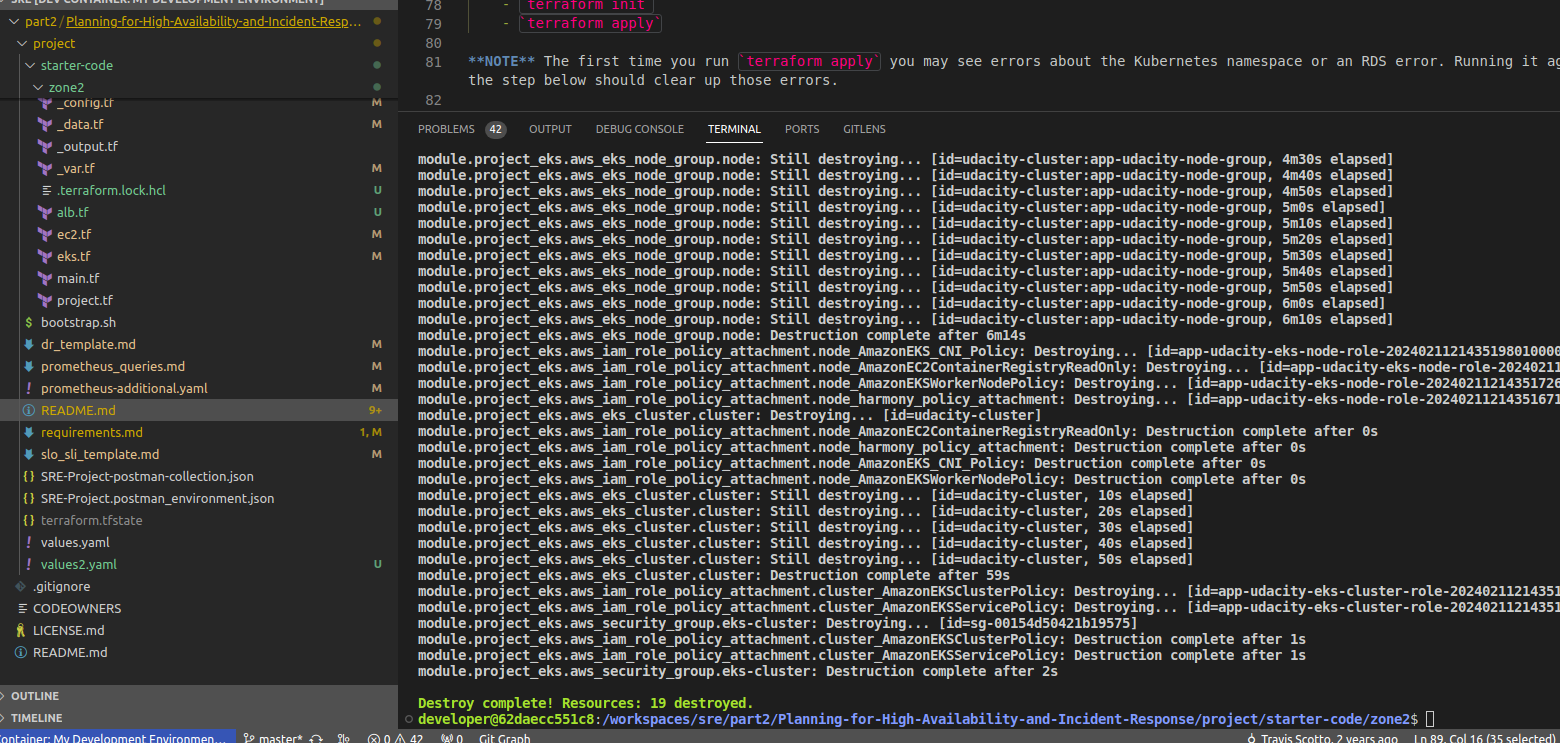 SRE [DEV CONTAINER: MY DEVELOPMENT ENVIRONMENT]
part2/Planning-for-High-Availability-and-Incident-Resp...
project
starter-code
zone2
_config.tf M
_data.tf M
_output.tf
_var.tf M
.terraform.lock.hcl U
alb.tf U
ec2.tf M
eks.tf M
main.tf
project.tf
bootstrap.sh
dr_template.md M
prometheus_queries.md M
prometheus-additional.yaml M
README.md 9+
requirements.md 1, M
slo_sli_template.md M
SRE-Project-postman-collection.json
SRE-Project.postman_environment.json
terraform.tfstate
values.yaml
values2.yaml U
.gitignore
CODEOWNERS
LICENSE.md
README.md
OUTLINE
TIMELINE
78 - `terraform init`
79 - `terraform apply`
80
81 **NOTE** The first time you run `terraform apply` you may see errors about the Kubernetes namespace or an RDS error. Running it ag
the step below should clear up those errors.
82
PROBLEMS 42 OUTPUT DEBUG CONSOLE TERMINAL PORTS GITLENS
module.project_eks.aws_eks_node_group.node: Still destroying... [id=udacity-cluster:app-udacity-node-group, 4m30s elapsed]
module.project_eks.aws_eks_node_group.node: Still destroying... [id=udacity-cluster:app-udacity-node-group, 4m40s elapsed]
module.project_eks.aws_eks_node_group.node: Still destroying... [id=udacity-cluster:app-udacity-node-group, 4m50s elapsed]
module.project_eks.aws_eks_node_group.node: Still destroying... [id=udacity-cluster:app-udacity-node-group, 5m0s elapsed]
module.project_eks.aws_eks_node_group.node: Still destroying... [id=udacity-cluster:app-udacity-node-group, 5m10s elapsed]
module.project_eks.aws_eks_node_group.node: Still destroying... [id=udacity-cluster:app-udacity-node-group, 5m20s elapsed]
module.project_eks.aws_eks_node_group.node: Still destroying... [id=udacity-cluster:app-udacity-node-group, 5m30s elapsed]
module.project_eks.aws_eks_node_group.node: Still destroying... [id=udacity-cluster:app-udacity-node-group, 5m40s elapsed]
module.project_eks.aws_eks_node_group.node: Still destroying... [id=udacity-cluster:app-udacity-node-group, 5m50s elapsed]
module.project_eks.aws_eks_node_group.node: Still destroying... [id=udacity-cluster:app-udacity-node-group, 6m0s elapsed]
module.project_eks.aws_eks_node_group.node: Still destroying... [id=udacity-cluster:app-udacity-node-group, 6m10s elapsed]
module.project_eks.aws_eks_node_group.node: Destruction complete after 6m14s
module.project_eks.aws_iam_role_policy_attachment.node_AmazonEKS_CNI_Policy: Destroying... [id=app-udacity-eks-node-role-2024021121435198010000
module.project_eks.aws_iam_role_policy_attachment.node_AmazonEC2ContainerRegistryReadOnly: Destroying... [id=app-udacity-eks-node-role-20240211
module.project_eks.aws_iam_role_policy_attachment.node_AmazonEKSWorkerNodePolicy: Destroying... [id=app-udacity-eks-node-role-20240211214351726
module.project_eks.aws_iam_role_policy_attachment.node_harmony_policy_attachment: Destroying... [id=app-udacity-eks-node-role-20240211214351671
module.project_eks.aws_eks_cluster.cluster: Destroying... [id=udacity-cluster]
module.project_eks.aws_iam_role_policy_attachment.node_AmazonEC2ContainerRegistryReadOnly: Destruction complete after 0s
module.project_eks.aws_iam_role_policy_attachment.node_harmony_policy_attachment: Destruction complete after 0s
module.project_eks.aws_iam_role_policy_attachment.node_AmazonEKS_CNI_Policy: Destruction complete after 0s
module.project_eks.aws_iam_role_policy_attachment.node_AmazonEKSWorkerNodePolicy: Destruction complete after 0s
module.project_eks.aws_eks_cluster.cluster: Still destroying... [id=udacity-cluster, 10s elapsed]
module.project_eks.aws_eks_cluster.cluster: Still destroying... [id=udacity-cluster, 20s elapsed]
module.project_eks.aws_eks_cluster.cluster: Still destroying... [id=udacity-cluster, 30s elapsed]
module.project_eks.aws_eks_cluster.cluster: Still destroying... [id=udacity-cluster, 40s elapsed]
module.project_eks.aws_eks_cluster.cluster: Still destroying... [id=udacity-cluster, 50s elapsed]
module.project_eks.aws_eks_cluster.cluster: Destruction complete after 59s
module.project_eks.aws_iam_role_policy_attachment.cluster_AmazonEKSClusterPolicy: Destroying... [id=app-udacity-eks-cluster-role-20240211214351
module.project_eks.aws_iam_role_policy_attachment.cluster_AmazonEKSServicePolicy: Destroying... [id=app-udacity-eks-cluster-role-20240211214351
module.project_eks.aws_security_group.eks-cluster: Destroying... [id=sg-00154d50421b19575]
module.project_eks.aws_iam_role_policy_attachment.cluster_AmazonEKSClusterPolicy: Destruction complete after 1s
module.project_eks.aws_iam_role_policy_attachment.cluster_AmazonEKSServicePolicy: Destruction complete after 1s
module.project_eks.aws_security_group.eks-cluster: Destruction complete after 2s
Destroy complete! Resources: 19 destroyed.
developer@62daecc551c8:/workspaces/sre/part2/Planning-for-High-Availability-and-Incident-Response/project/starter-code/zone2$
ontainer: My Development Environmen... master* 0 42 0 Git Graph Travis Scotto, 2 years ago Ln 89, Col 16 (35 selected)